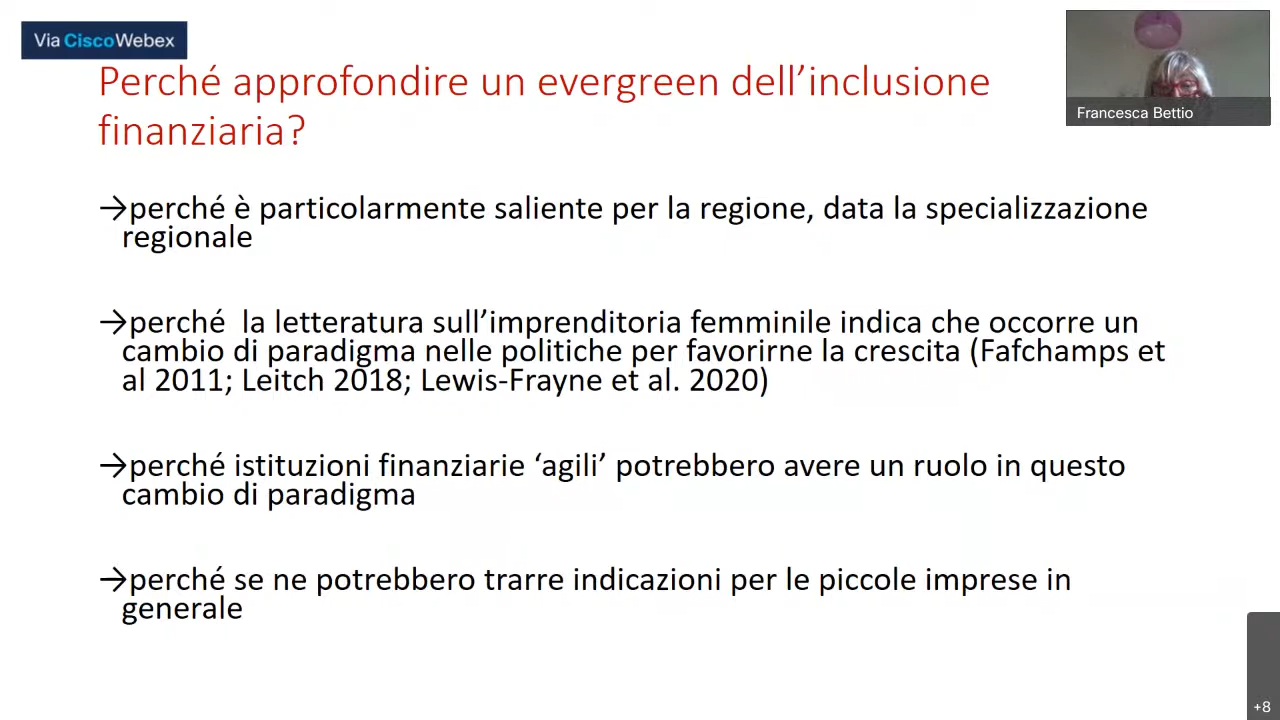 Via CiscoWebex
Perché approfondire un evergreen dell’inclusione
finanziaria?
Francesca Bettio
→perché è particolarmente saliente per la regione, data la specializzazione
regionale
→perché  la letteratura sull’imprenditoria femminile indica che occorre un
cambio di paradigma nelle politiche per favorirne la crescita (Fafchamps et
al 2011; Leitch 2018; Lewis-Frayne et al. 2020)
→perché istituzioni finanziarie ‘agili’ potrebbero avere un ruolo in questo
cambio di paradigma
→perché se ne potrebbero trarre indicazioni per le piccole imprese in
generale
+8